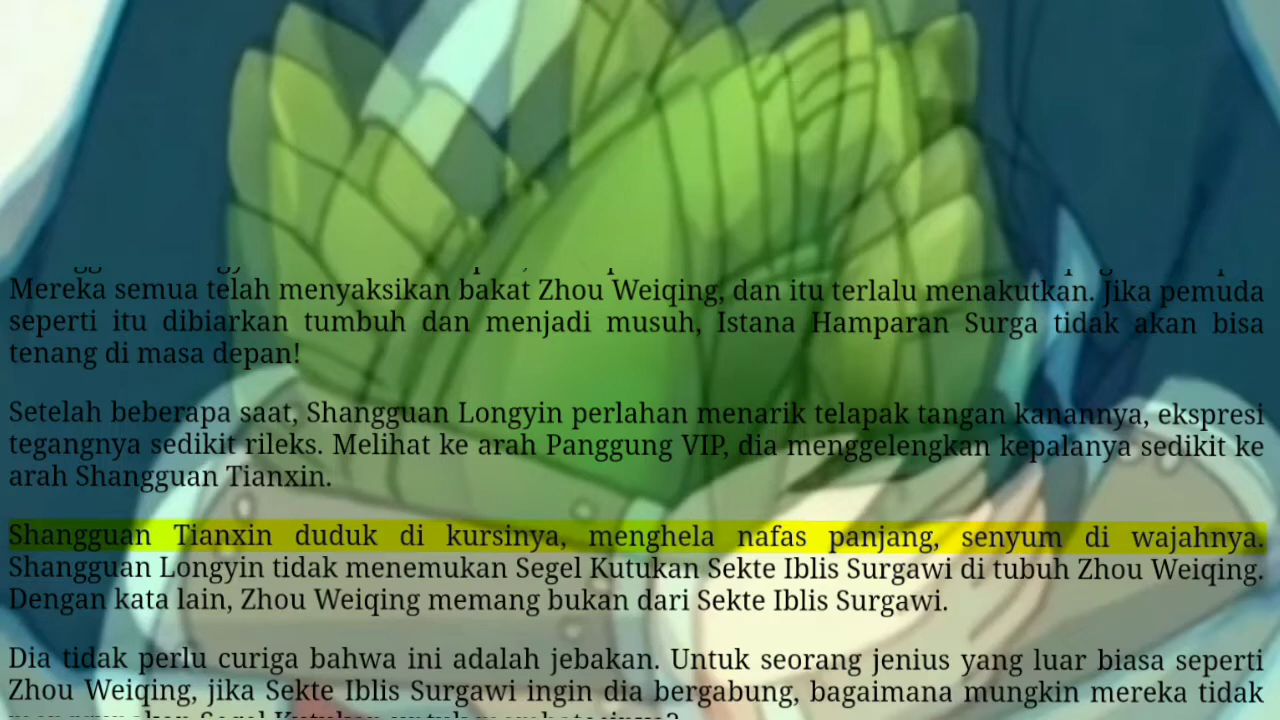 Mereka semua telah menyaksikan bakat Zhou Weiqing, dan itu terlalu menakutkan. Jika pemuda
seperti itu dibiarkan tumbuh dan menjadi musuh, Istana Hamparan Surga tidak akan bisa
tenang di masa depan!
Setelah beberapa saat, Shangguan Longyin perlahan menarik telapak tangan kanannya, ekspresi
tegangnya sedikit rileks. Melihat ke arah Panggung VIP, dia menggelengkan kepalanya sedikit ke
arah Shangguan Tianxin.
Shangguan Tianxin duduk di kursinya, menghela nafas panjang, senyum di wajahnya.
Shangguan Longyin tidak menemukan Segel Kutukan Sekte Iblis Surgawi di tubuh Zhou Weiqing.
Dengan kata lain, Zhou Weiqing memang bukan dari Sekte Iblis Surgawi.
Dia tidak perlu curiga bahwa ini adalah jebakan. Untuk seorang jenius yang luar biasa seperti
Zhou Weiqing, jika Sekte Iblis Surgawi ingin dia bergabung, bagaimana mungkin mereka tidak